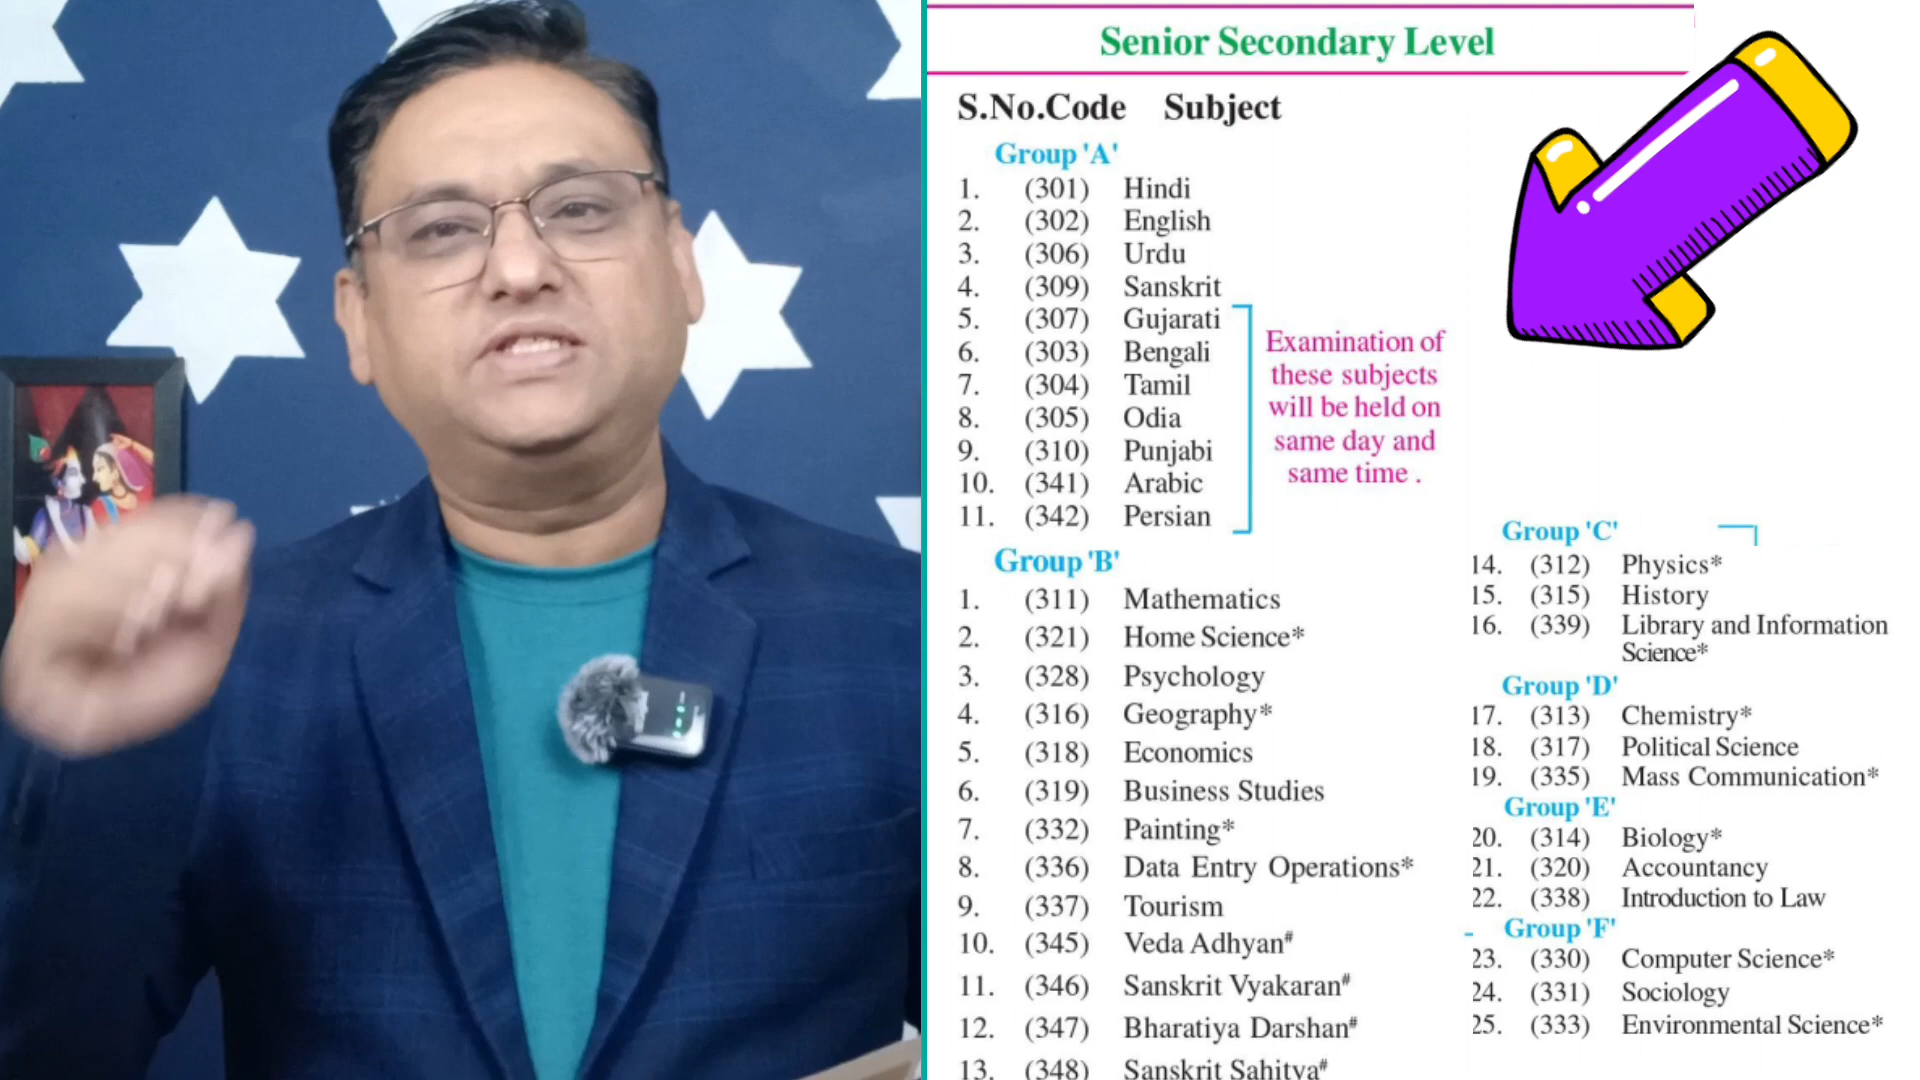 Senior Secondary Level
S.No.Code Subject
Group 'A'
1. (301) Hindi
2. (302) English
3. (306) Urdu
4. (309) Sanskrit
5. (307) Gujarati
6. (303) Bengali
7. (304) Tamil
8. (305) Odia
9. (310) Punjabi
10. (341) Arabic
11. (342) Persian
Examination of
these subjects
will be held on
same day and
same time .
Group 'B'
1. (311) Mathematics
2. (321) Home Science*
3. (328) Psychology
4. (316) Geography*
5. (318) Economics
6. (319) Business Studies
7. (332) Painting*
8. (336) Data Entry Operations*
9. (337) Tourism
10. (345) Veda Adhyan#
11. (346) Sanskrit Vyakaran#
12. (347) Bharatiya Darshan#
13. (348) Sanskrit Sahitya#
Group 'C'
14. (312) Physics*
15. (315) History
16. (339) Library and Information
Science*
Group 'D'
17. (313) Chemistry*
18. (317) Political Science
19. (335) Mass Communication*
Group 'E'
20. (314) Biology*
21. (320) Accountancy
22. (338) Introduction to Law
Group 'F'
23. (330) Computer Science*
24. (331) Sociology
25. (333) Environmental Science*